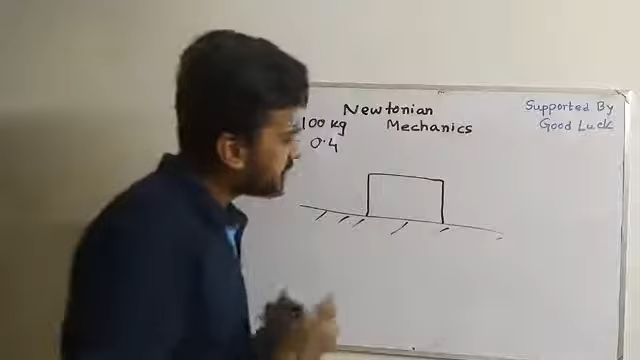 Newtonian
Mechanics
Supported By
Good Luck
100 kg
0.4